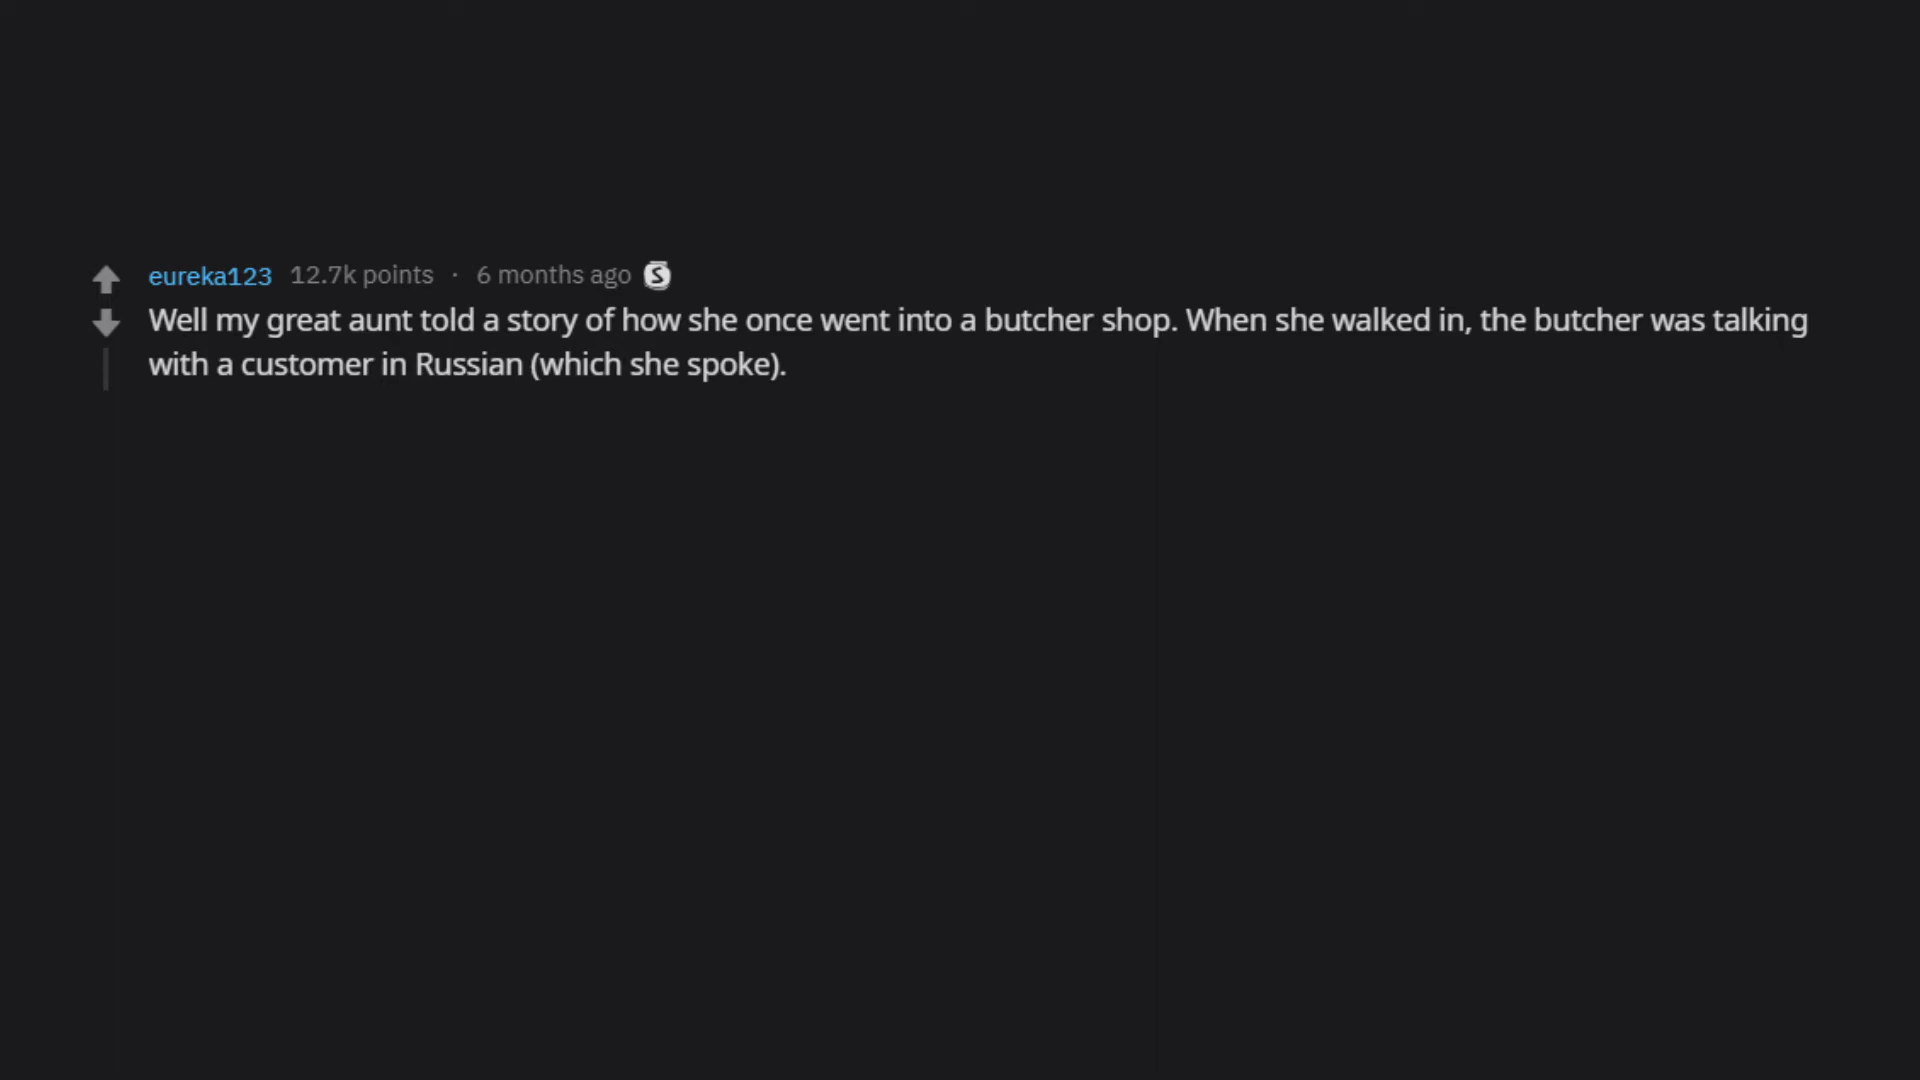 eureka123 12.7k points · 6 months ago S
Well my great aunt told a story of how she once went into a butcher shop. When she walked in, the butcher was talking
with a customer in Russian (which she spoke).